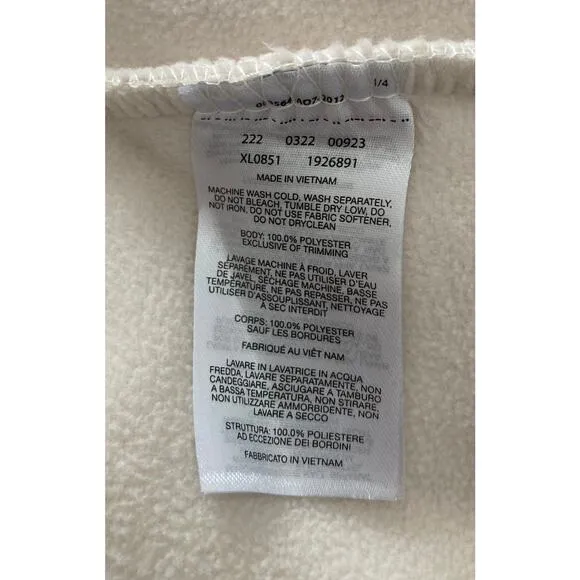 1/4
222 0322 00923
XL0851 1926891
MADE IN VIETNAM
MACHINE WASH COLD, WASH SEPARATELY,
DO NOT BLEACH, TUMBLE DRY LOW, DO
NOT IRON, DO NOT USE FABRIC SOFTENER,
DO NOT DRYCLEAN
BODY: 100.0% POLYESTER
EXCLUSIVE OF TRIMMING
LAVAGE MACHINE À FROID, LAVER
SÉPARÉMENT, NE PAS UTILISER D'EAU
DE JAVEL, SÉCHAGE MACHINE, BASSE
TEMPÉRATURE, NE PAS REPASSER, NE PAS
UTILISER D'ASSOUPLISSANT, NETTOYAGE
A SEC INTERDIT
CORPS: 100.0% POLYESTER
SAUF LES BORDURES
FABRIQUÉ AU VIÊT NAM
LAVARE IN LAVATRICE IN ACQUA
FREDDA, LAVARE SEPARATAMENTE, NON
CANDEGGIARE, ASCIUGARE A TAMBURO
A BASSA TEMPERATURA, NON STIRARE,
NON UTILIZZARE AMMORBIDENTE, NON
LAVARE A SECCO
STRUTTURA: 100.0% POLIESTERE
AD ECCEZIONE DEI BORDINI
FABBRICATO IN VIETNAM